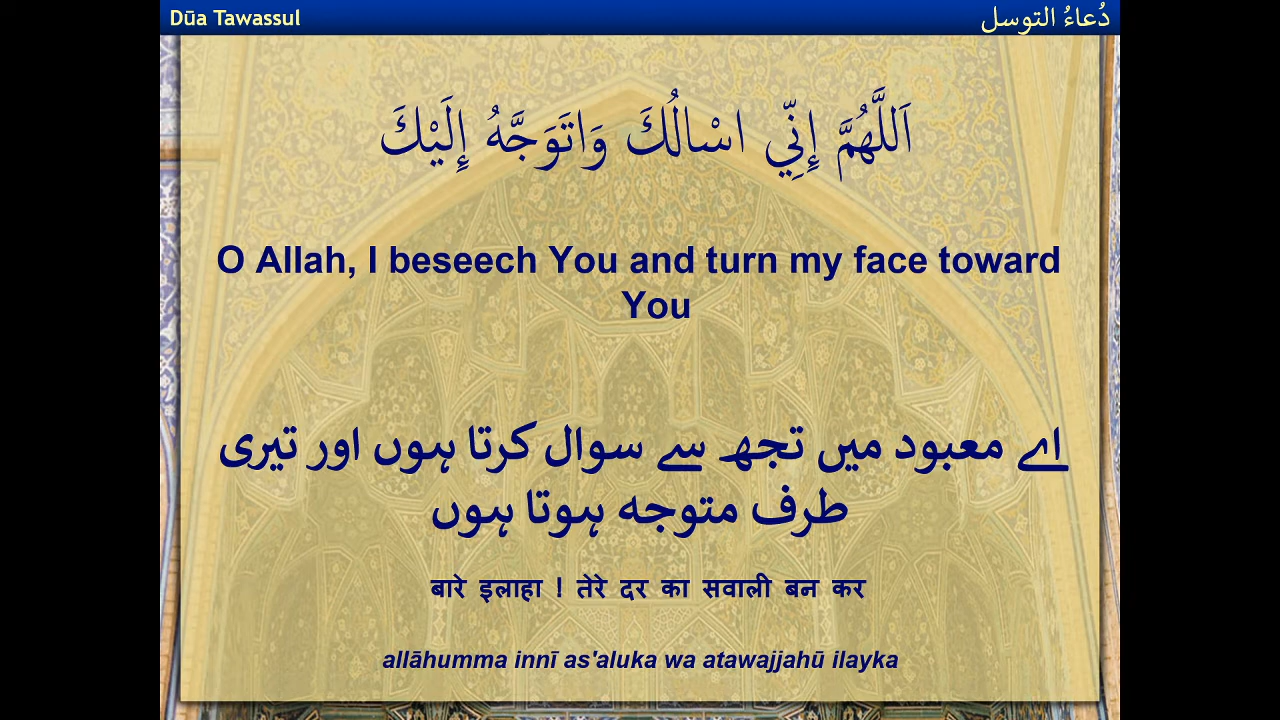 Dūa Tawassul
دُعاءُ التوسل
اَللَّهُمَّ إِنِّي اسْالُكَ وَاتَوَجَّهُ إِلَيْكَ
O Allah, I beseech You and turn my face toward
You
اے معبود میں تجھ سے سوال کرتا ہوں اور تیری
طرف متوجہ ہوتا ہوں
बारे इलाहा ! तेरे दर का सवाली बन कर
allāhumma innī as'aluka wa atawajjahū ilayka